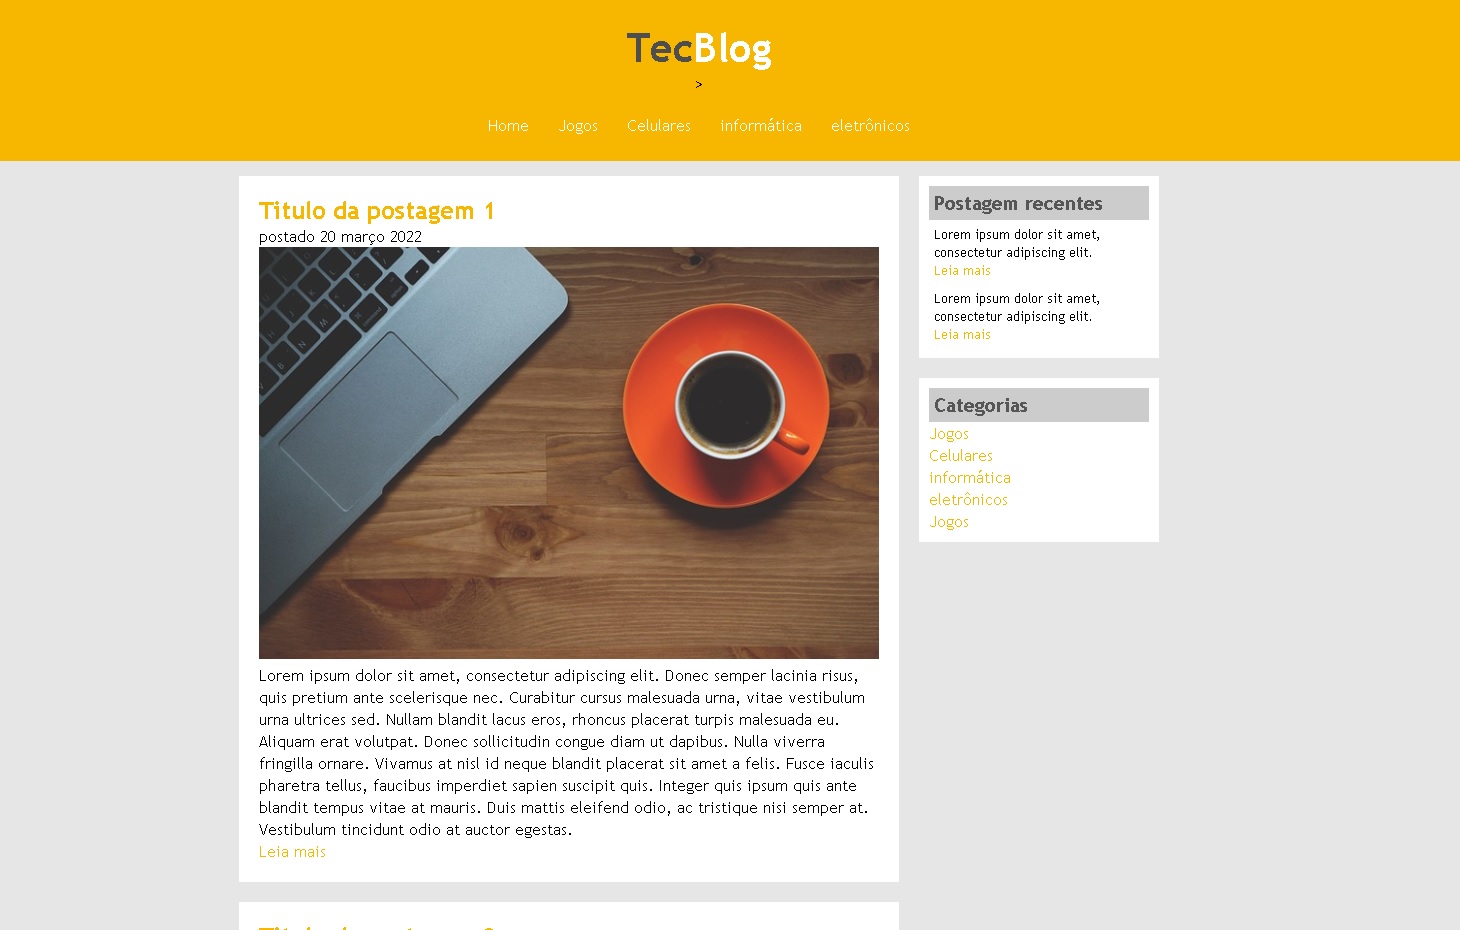 TecBlog
>
Home Jogos Celulares informática eletrônicos
Titulo da postagem 1
postado 20 março 2022
Lorem ipsum dolor sit amet, consectetur adipiscing elit. Donec semper lacinia risus,
quis pretium ante scelerisque nec. Curabitur cursus malesuada urna, vitae vestibulum
urna ultrices sed. Nullam blandit lacus eros, rhoncus placerat turpis malesuada eu.
Aliquam erat volutpat. Donec sollicitudin congue diam ut dapibus. Nulla viverra
fringilla ornare. Vivamus at nisl id neque blandit placerat sit amet a felis. Fusce iaculis
pharetra tellus, faucibus imperdiet sapien suscipit quis. Integer quis ipsum quis ante
blandit tempus vitae at mauris. Duis mattis eleifend odio, ac tristique nisi semper at.
Vestibulum tincidunt odio at auctor egestas.
Leia mais
Postagem recentes
Lorem ipsum dolor sit amet,
consectetur adipiscing elit.
Leia mais
Lorem ipsum dolor sit amet,
consectetur adipiscing elit.
Leia mais
Categorias
Jogos
Celulares
informática
eletrônicos
Jogos